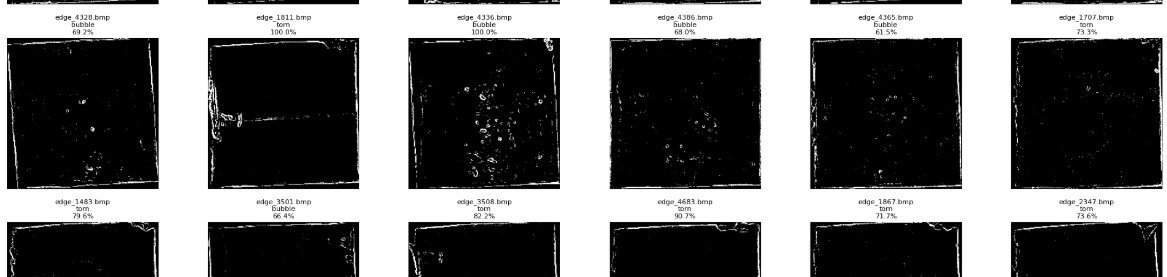 edge_4328.bmp
bubble
69.2%
edge_1811.bmp
torn
100.0%
edge_4336.bmp
bubble
100.0%
edge_4386.bmp
bubble
68.0%
edge_4365.bmp
bubble
61.5%
edge_1707.bmp
torn
73.3%
edge_1483.bmp
torn
79.6%
edge_3501.bmp
bubble
66.4%
edge_3508.bmp
torn
82.2%
edge_4683.bmp
torn
90.7%
edge_1867.bmp
torn
71.7%
edge_2347.bmp
torn
73.6%